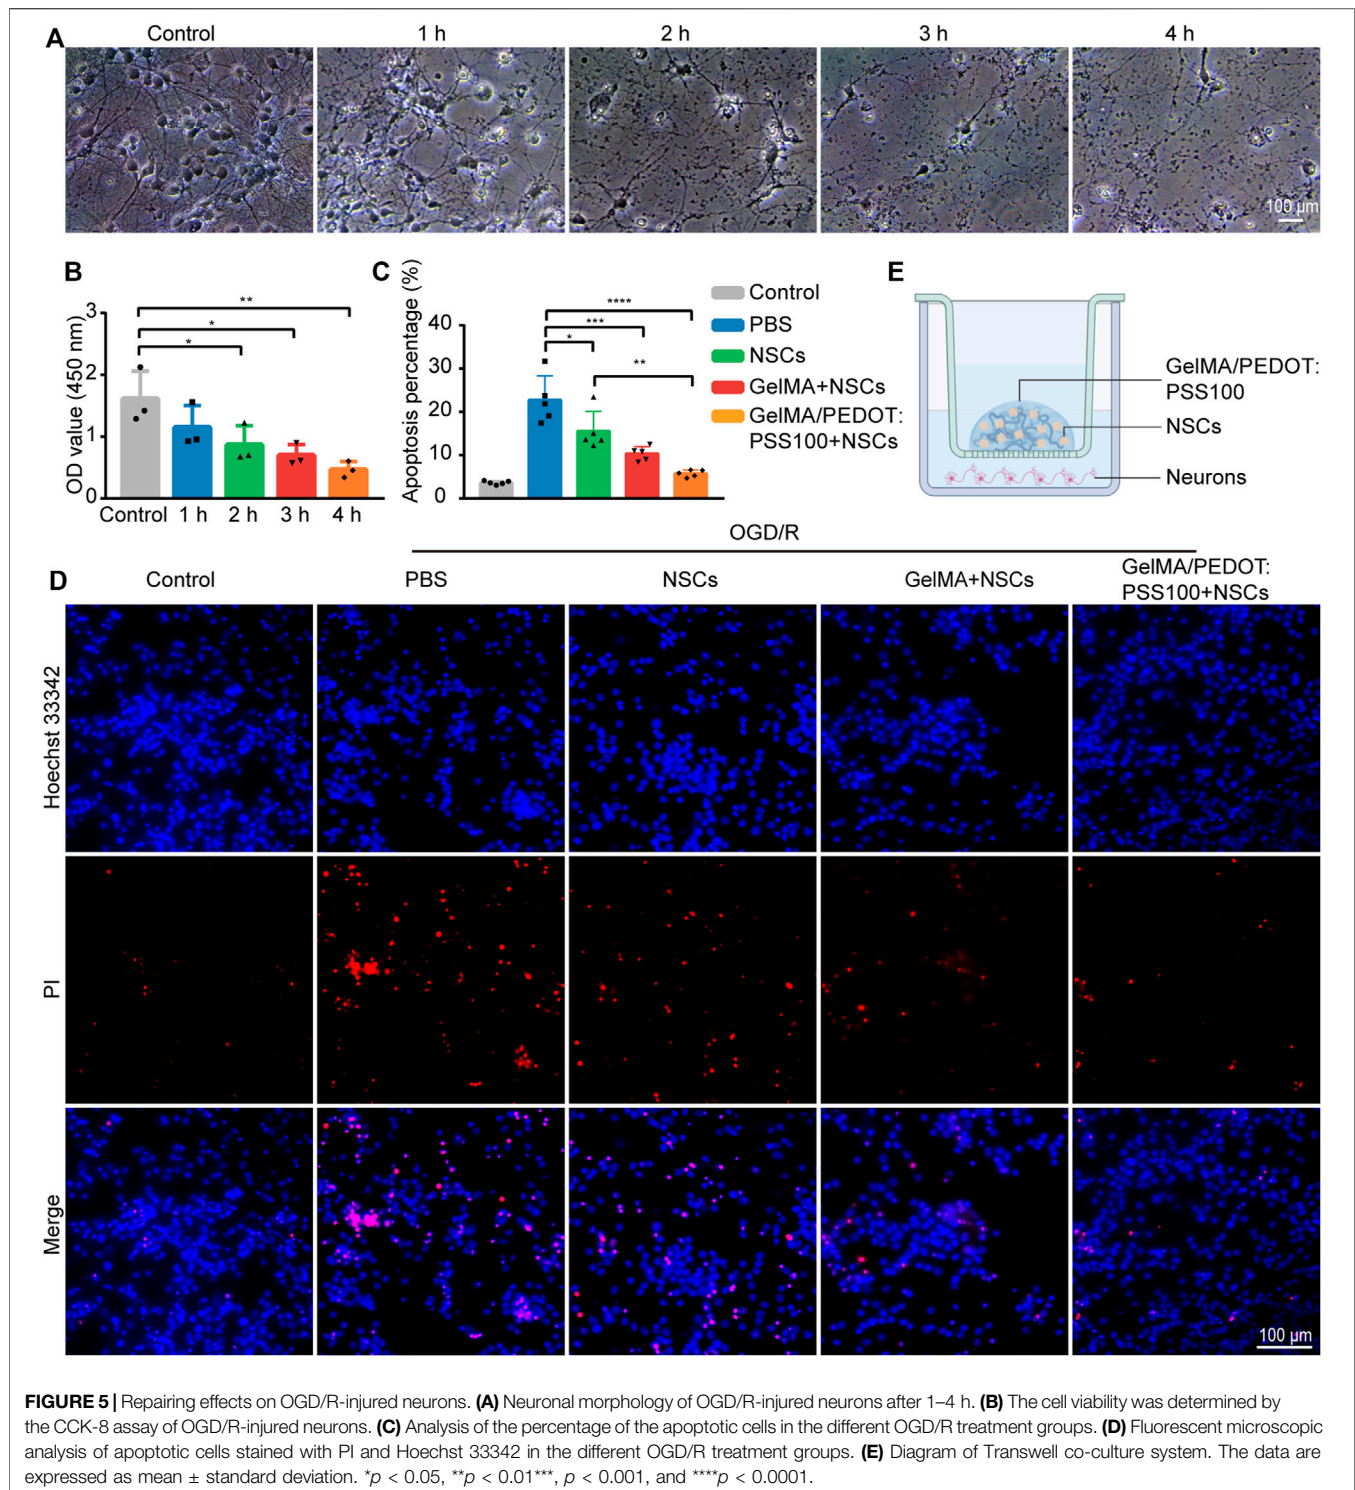 A
Control
1 h
2 h
3 h
4 h
100 µm
B
OD value (450 nm)
3
2
1
0
**
*
*
Control
1 h
2 h
3 h
4 h
C
Apoptosis percentage (%)
40
30
20
10
0
****
***
*
**
Control
PBS
NSCs
GelMA+NSCs
GelMA/PEDOT:
PSS100+NSCs
E
GelMA/PEDOT:
PSS100
NSCs
Neurons
OGD/R
D
Control
PBS
NSCs
GelMA+NSCs
GelMA/PEDOT:
PSS100+NSCs
Hoechst 33342
PI
Merge
100 µm
FIGURE 5 | Repairing effects on OGD/R-injured neurons. (A) Neuronal morphology of OGD/R-injured neurons after 1–4 h. (B) The cell viability was determined by
the CCK-8 assay of OGD/R-injured neurons. (C) Analysis of the percentage of the apoptotic cells in the different OGD/R treatment groups. (D) Fluorescent microscopic
analysis of apoptotic cells stained with PI and Hoechst 33342 in the different OGD/R treatment groups. (E) Diagram of Transwell co-culture system. The data are
expressed as mean ± standard deviation. *p < 0.05, **p < 0.01***, p < 0.001, and ****p < 0.0001.